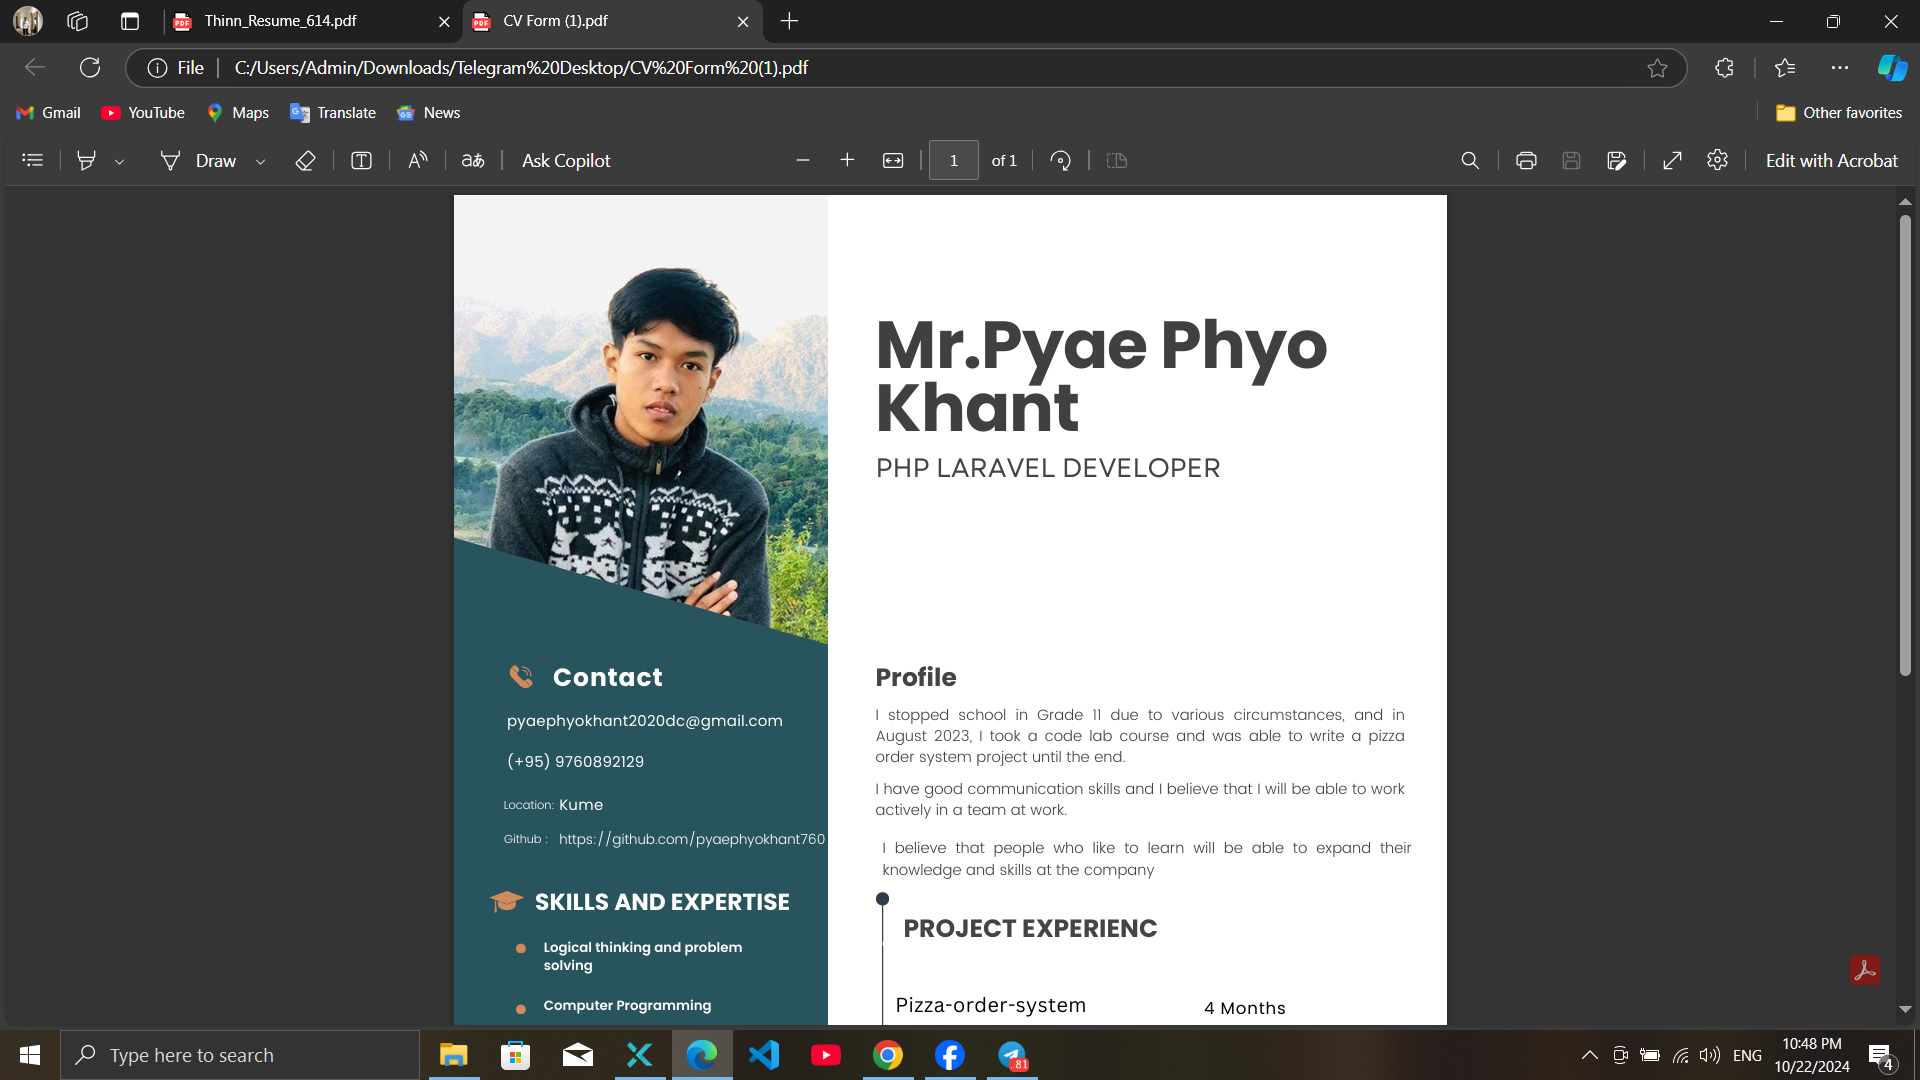 Thinn_Resume_614.pdf
CV Form (1).pdf
File
C:/Users/Admin/Downloads/Telegram%20Desktop/CV%20Form%20(1).pdf
Gmail
YouTube
Maps
Translate
News
Other favorites
Draw
Ask Copilot
1
of 1
Edit with Acrobat
Mr.Pyae Phyo
Khant
PHP LARAVEL DEVELOPER
Contact
pyaephyokhant2020dc@gmail.com
(+95) 9760892129
Location: Kume
Github : https://github.com/pyaephyokhant760
SKILLS AND EXPERTISE
Logical thinking and problem
solving
Computer Programming
Profile
I stopped school in Grade 11 due to various circumstances, and in
August 2023, I took a code lab course and was able to write a pizza
order system project until the end.
I have good communication skills and I believe that I will be able to work
actively in a team at work.
I believe that people who like to learn will be able to expand their
knowledge and skills at the company
PROJECT EXPERIENC
Pizza-order-system
4 Months
Type here to search
81
ENG
10:48 PM
10/22/2024
4